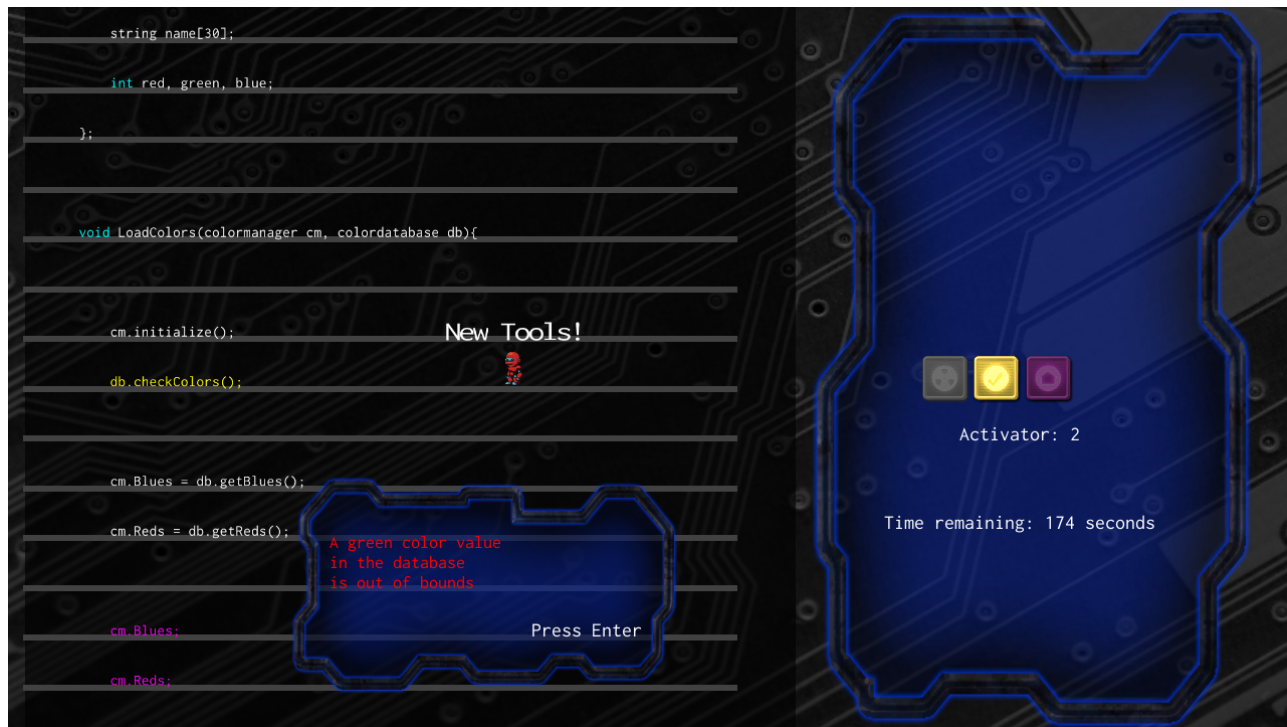 string name[30];
int red, green, blue;
};
void LoadColors(colormanager cm, colordatabase db){
cm.initialize();
New Tools!
db.checkColors();
cm.Blues = db.getBlues();
cm.Reds = db.getReds();
A green color value
in the database
is out of bounds
Press Enter
cm.Blues;
cm.Reds;
Activator: 2
Time remaining: 174 seconds